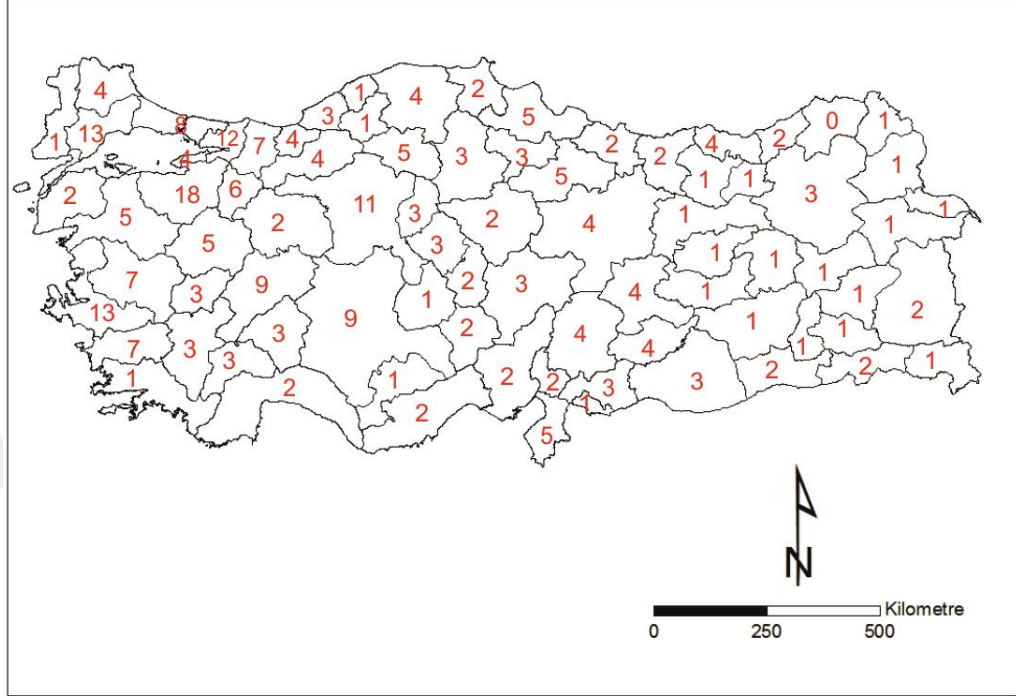 4 1 4 2
3 1 5
8 0 1
1 13 12 7 4 4 5 3 3 2 2 4 2
4 5 1 1 3 1
2 18 6 11 3 2 4 1 1
5 5 2 3 1
7 3 9 2 3 4 1 1 1 1 1
13 9 1 2 4 1 1 2
7 3 3 3 4 1 1
1 2 1 2 2 3 3 2 2 1
2 1
5
N
Kilometre
0 250 500